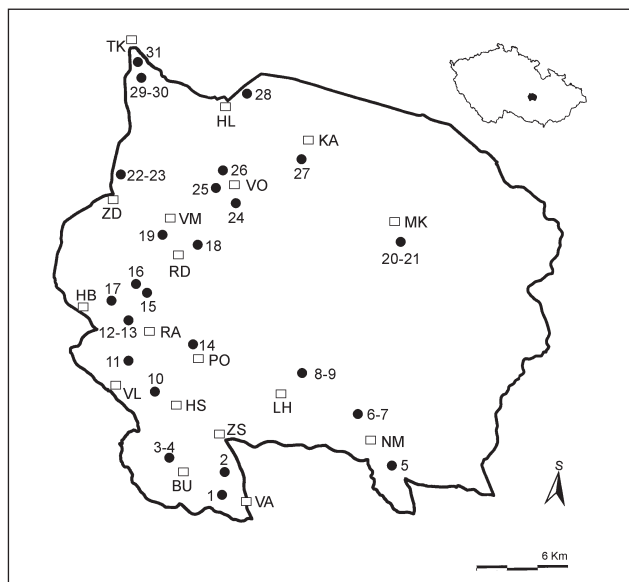 TK
31
29-30
28
HL
KA
27
26
25
VO
24
22-23
ZD
VM
19
18
RD
MK
20-21
16
HB
17
15
12-13
RA
14
PO
11
VL
10
HS
8-9
LH
6-7
ZS
NM
3-4
2
5
BU
1
VA
S
6 Km